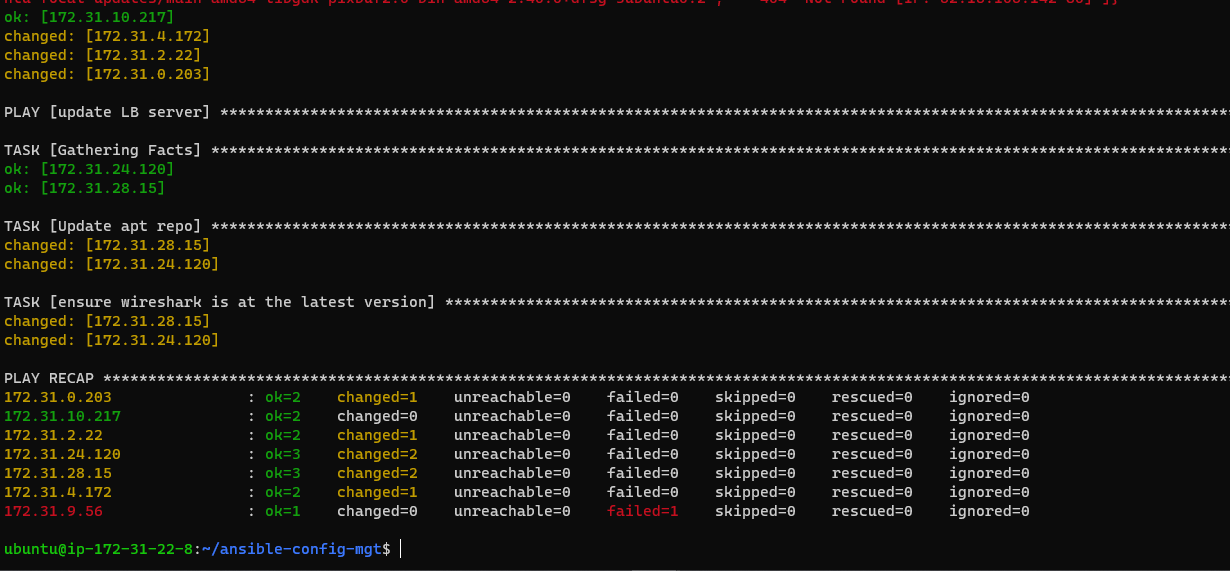 ok: [172.31.10.217]
changed: [172.31.4.172]
changed: [172.31.2.22]
changed: [172.31.0.203]
PLAY [update LB server] ****************************************************************************************************************
TASK [Gathering Facts] *****************************************************************************************************************
ok: [172.31.24.120]
ok: [172.31.28.15]
TASK [Update apt repo] *****************************************************************************************************************
changed: [172.31.28.15]
changed: [172.31.24.120]
TASK [ensure wireshark is at the latest version] ***************************************************************************************
changed: [172.31.28.15]
changed: [172.31.24.120]
PLAY RECAP *****************************************************************************************************************************
172.31.0.203 : ok=2 changed=1 unreachable=0 failed=0 skipped=0 rescued=0 ignored=0
172.31.10.217 : ok=2 changed=0 unreachable=0 failed=0 skipped=0 rescued=0 ignored=0
172.31.2.22 : ok=2 changed=1 unreachable=0 failed=0 skipped=0 rescued=0 ignored=0
172.31.24.120 : ok=3 changed=2 unreachable=0 failed=0 skipped=0 rescued=0 ignored=0
172.31.28.15 : ok=3 changed=2 unreachable=0 failed=0 skipped=0 rescued=0 ignored=0
172.31.4.172 : ok=2 changed=1 unreachable=0 failed=0 skipped=0 rescued=0 ignored=0
172.31.9.56 : ok=1 changed=0 unreachable=0 failed=1 skipped=0 rescued=0 ignored=0
ubuntu@ip-172-31-22-8:~/ansible-config-mgt$